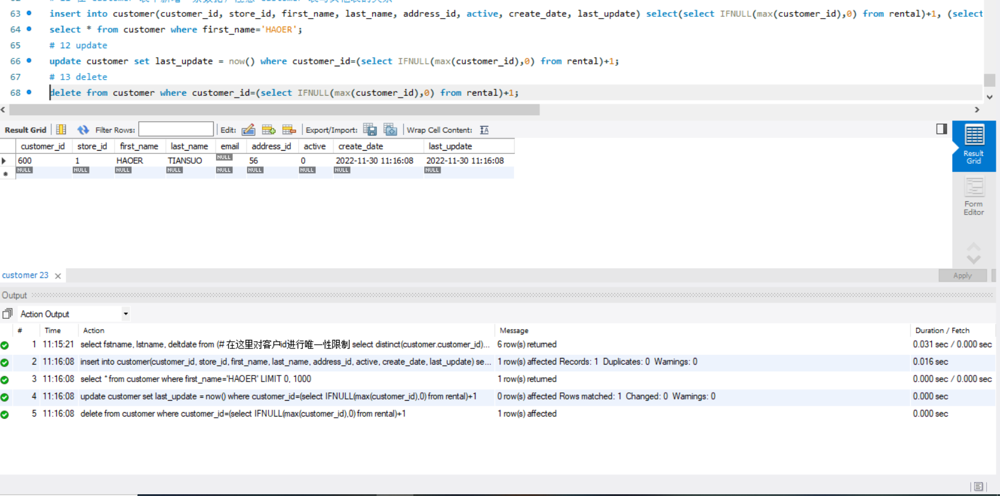 63 insert into customer(customer_id, store_id, first_name, last_name, address_id, active, create_date, last_update) select(select IFNULL(max(customer_id),0) from rental)+1, (select
64 select * from customer where first_name='HAOER';
65 # 12 update
66 update customer set last_update = now() where customer_id=(select IFNULL(max(customer_id),0) from rental)+1;
67 # 13 delete
68 delete from customer where customer_id=(select IFNULL(max(customer_id),0) from rental)+1;
Result Grid Filter Rows: Edit: Export/Import: Wrap Cell Content:
customer_id store_id first_name last_name email address_id active create_date last_update
600 1 HAOER TIANSUO NULL 56 0 2022-11-30 11:16:08 2022-11-30 11:16:08
NULL NULL NULL NULL NULL NULL NULL NULL NULL
Result
Grid
Form
Editor
customer 23
Apply
Output
Action Output
# Time Action Message Duration / Fetch
1 11:15:21 select fstname, lstname, deltdate from (# 在这里对客户id进行唯一性限制 select distinct(customer.customer_id)... 6 row(s) returned 0.031 sec / 0.000 sec
2 11:16:08 insert into customer(customer_id, store_id, first_name, last_name, address_id, active, create_date, last_update) se... 1 row(s) affected Records: 1 Duplicates: 0 Warnings: 0 0.016 sec
3 11:16:08 select * from customer where first_name='HAOER' LIMIT 0, 1000 1 row(s) returned 0.000 sec / 0.000 sec
4 11:16:08 update customer set last_update = now() where customer_id=(select IFNULL(max(customer_id),0) from rental)+1 0 row(s) affected Rows matched: 1 Changed: 0 Warnings: 0 0.000 sec
5 11:16:08 delete from customer where customer_id=(select IFNULL(max(customer_id),0) from rental)+1 1 row(s) affected 0.000 sec